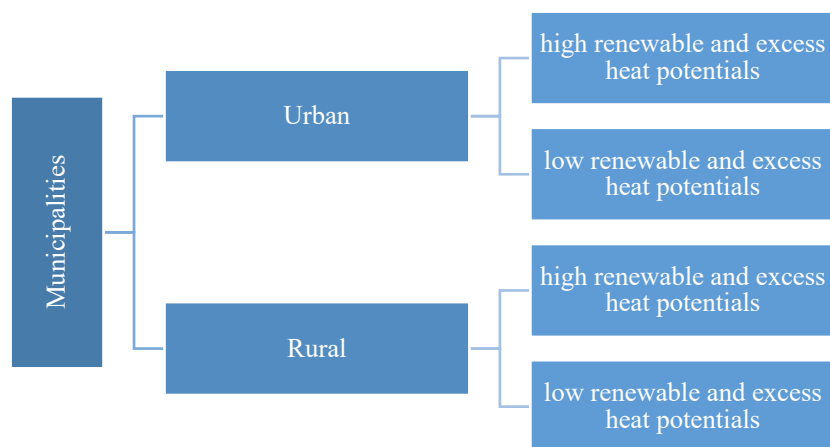 Municipalities
Urban
high renewable and excess
heat potentials
low renewable and excess
heat potentials
Rural
high renewable and excess
heat potentials
low renewable and excess
heat potentials